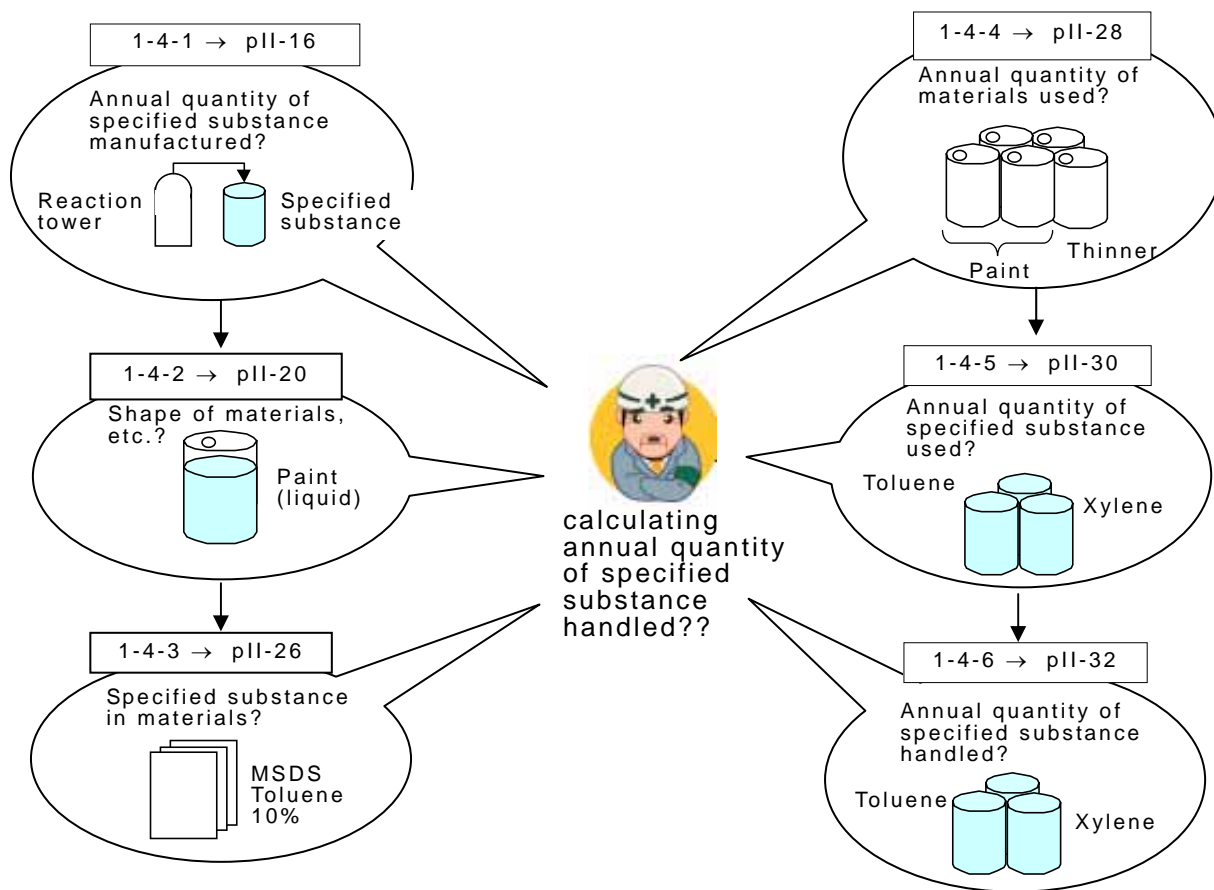 1-4-1 → pII-16
Annual quantity of
specified substance
manufactured?
Reaction
tower
Specified
substance
1-4-2 → pII-20
Shape of materials,
etc.?
Paint
(liquid)
1-4-3 → pII-26
Specified substance
in materials?
MSDS
Toluene
10%
calculating
annual quantity
of specified
substance
handled??
1-4-4 → pII-28
Annual quantity of
materials used?
Paint
Thinner
1-4-5 → pII-30
Annual quantity of
specified substance
used?
Toluene
Xylene
1-4-6 → pII-32
Annual quantity of
specified substance
handled?
Toluene
Xylene